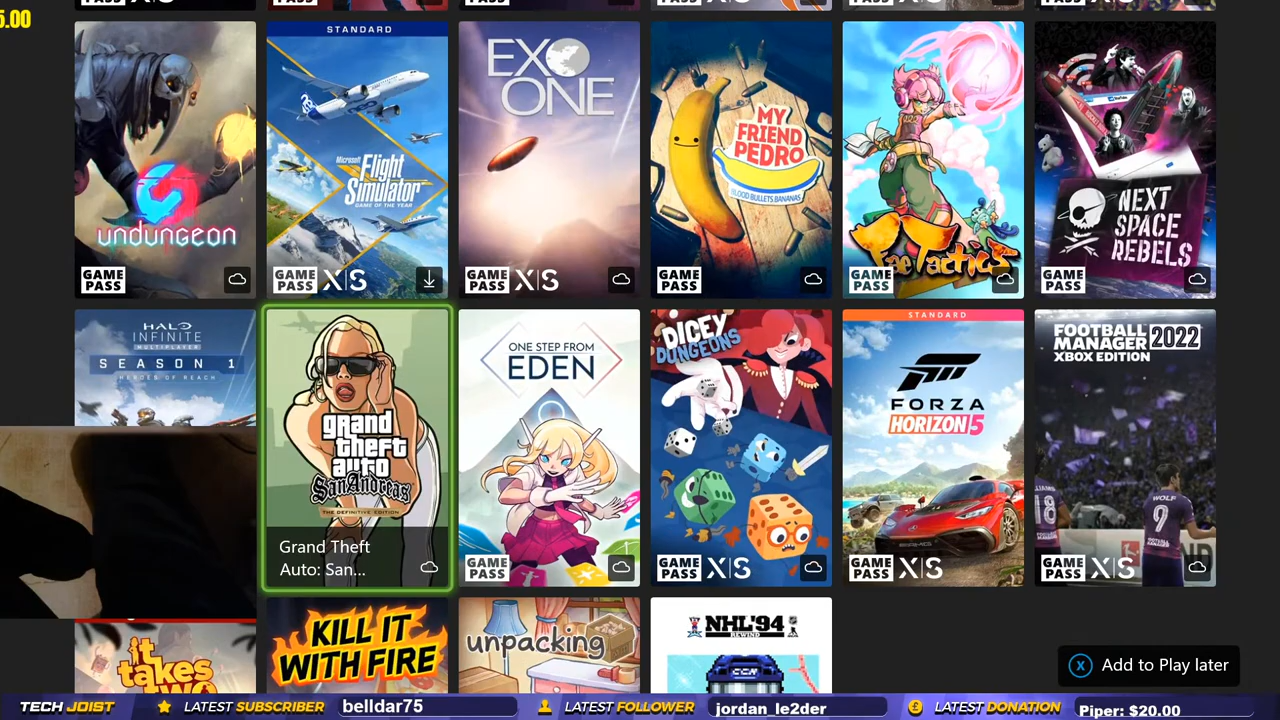 5.00
STANDARD
undungeon
GAME
PASS
Microsoft
Flight
Simulator
GAME OF THE YEAR
GAME
PASS
X|S
EXO
ONE
GAME
PASS
X|S
MY
FRIEND
PEDRO
BLOOD BULLETS BANANAS
GAME
PASS
Fae Tactics
GAME
PASS
NEXT
SPACE
REBELS
GAME
PASS
HALO
INFINITE
MULTIPLAYER
SEASON 1
HEROES OF REACH
grand
theft
auto
San Andreas
THE DEFINITIVE EDITION
Grand Theft
Auto: San...
ONE STEP FROM
EDEN
GAME
PASS
DICEY
DUNGEONS
GAME
PASS
X|S
STANDARD
FORZA
HORIZON 5
GAME
PASS
X|S
FOOTBALL
MANAGER 2022
XBOX EDITION
18
WOLF
9
GAME
PASS
X|S
it
takes
two
KILL IT
WITH FIRE
unpacking
NHL'94
REWIND
CCM
X Add to Play later
TECH JOIST
LATEST SUBSCRIBER
belldar75
LATEST FOLLOWER
jordan_le2der
LATEST DONATION
Piper: $20.00